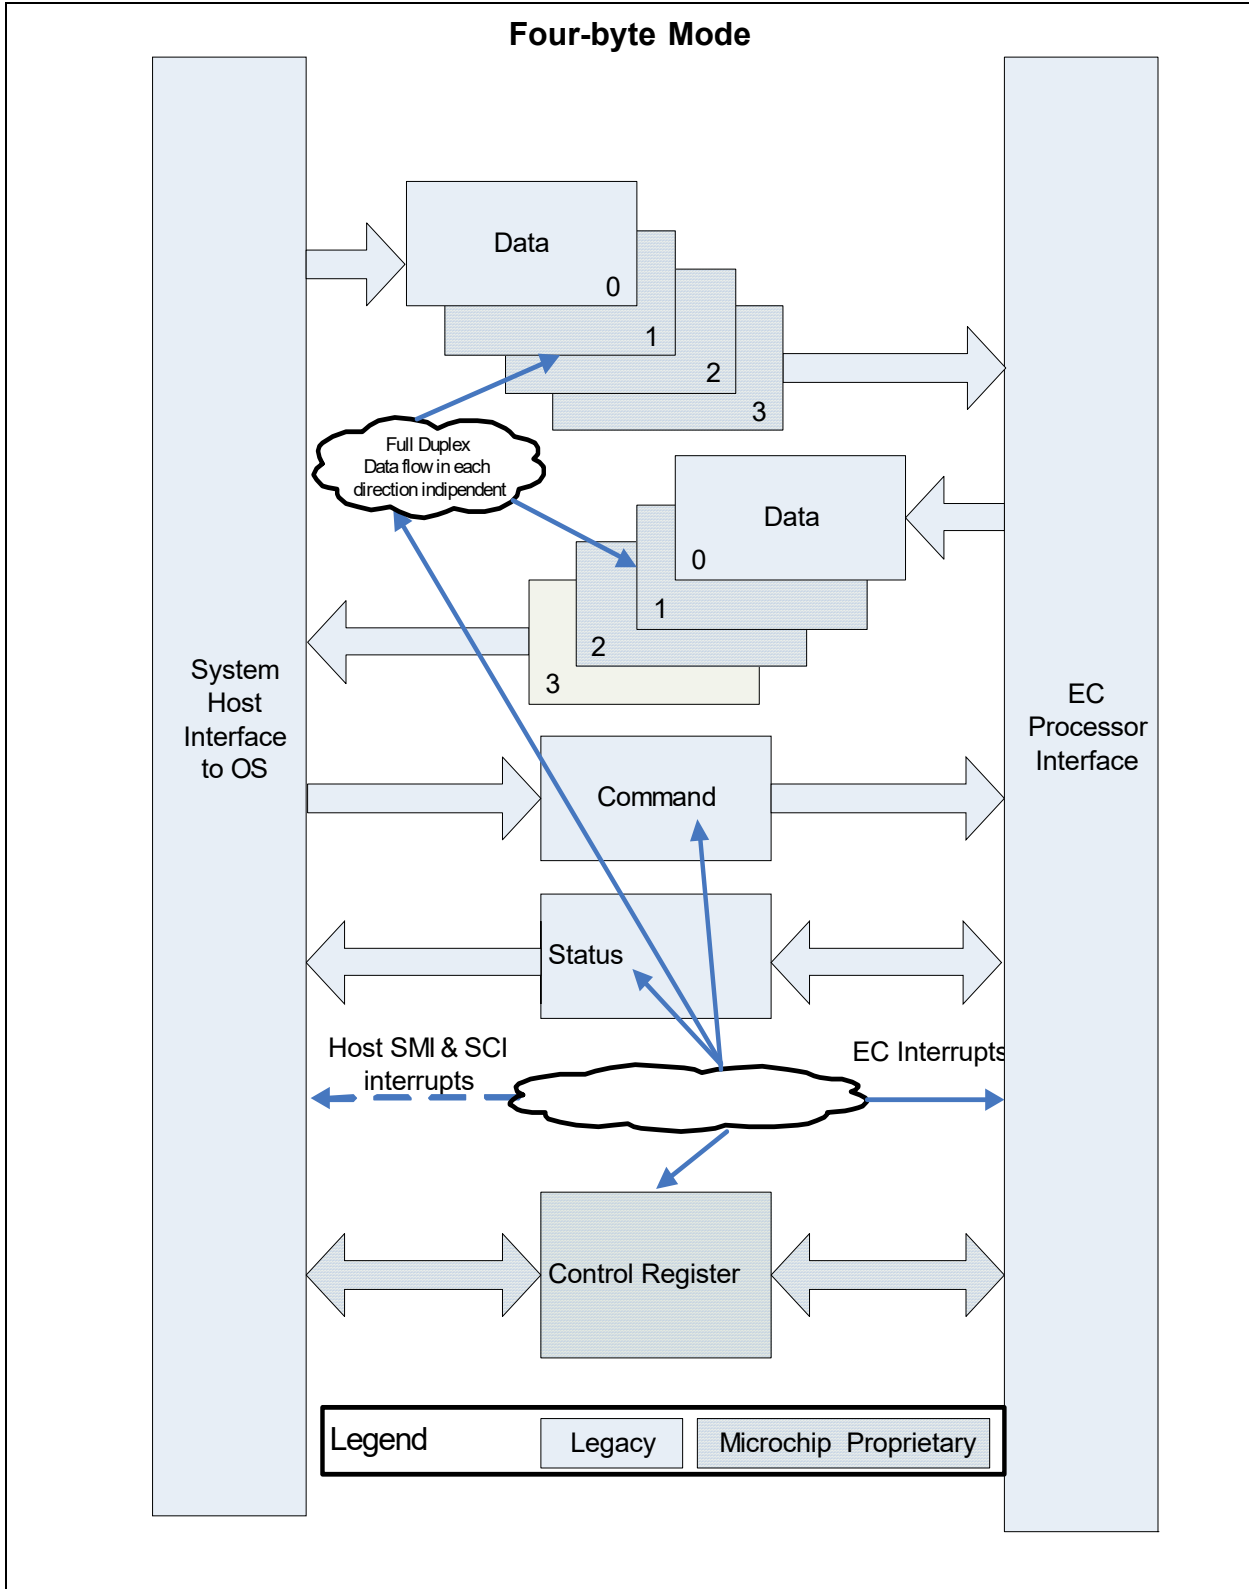 Four-byte Mode
Data
0
1
2
3
Full Duplex
Data flow in each
direction indipendent
Data
0
1
2
3
System
Host
Interface
to OS
EC
Processor
Interface
Command
Status
Host SMI & SCI
interrupts
EC Interrupts
Control Register
Legend
Legacy
Microchip Proprietary